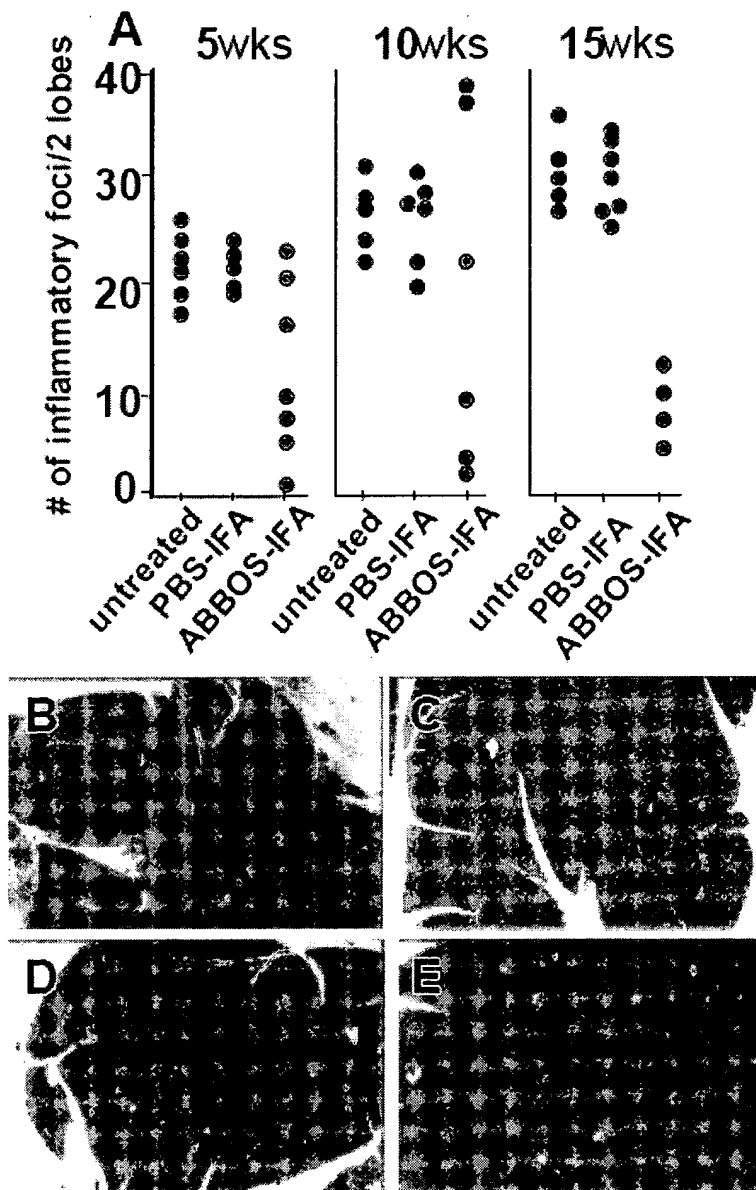 A
5wks 10wks 15wks
# of inflammatory foci/2 lobes
40
30
20
10
0
untreated
PBS-IFA
ABBOS-IFA
untreated
PBS-IFA
ABBOS-IFA
untreated
PBS-IFA
ABBOS-IFA
B
C
D
E